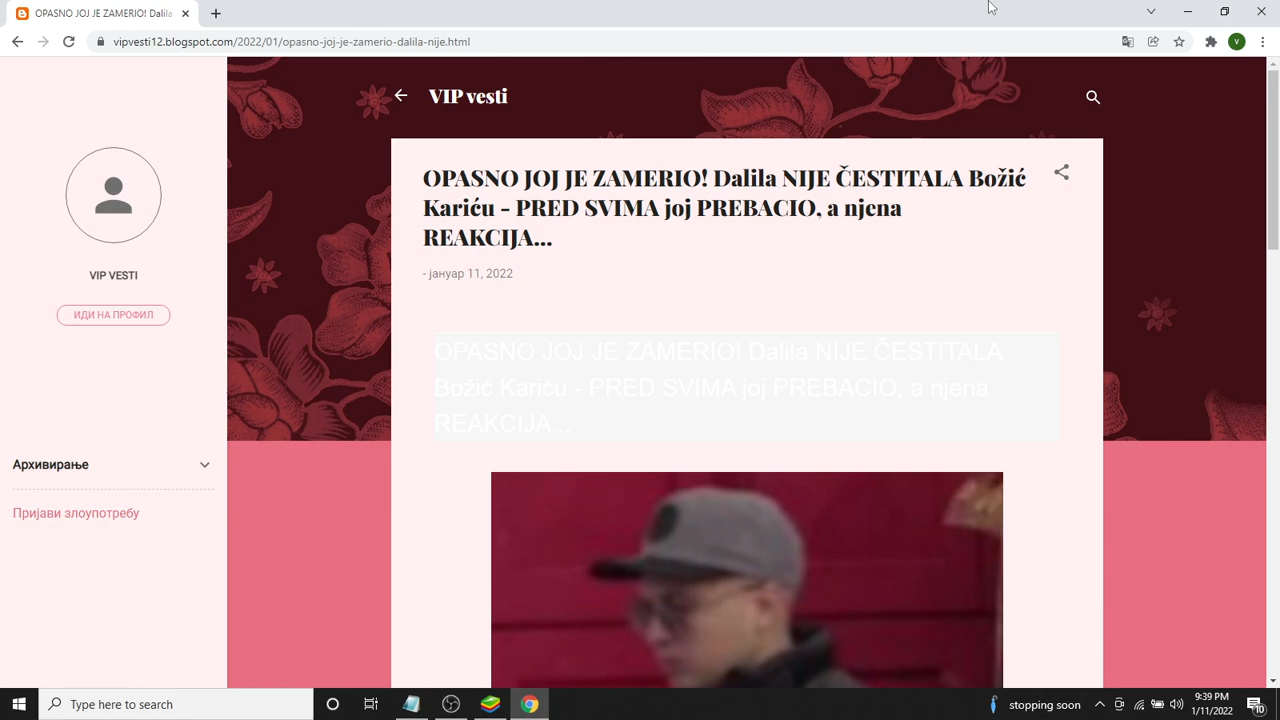 OPASNO JOJ JE ZAMERIO! Dalila
vipvesti12.blogspot.com/2022/01/opasno-joj-je-zamerio-dalila-nije.html
V
VIP vesti
OPASNO JOJ JE ZAMERIO! Dalila NIJE ČESTITALA Božić
Kariću - PRED SVIMA joj PREBACIO, a njena
REAKCIJA...
- јануар 11, 2022
VIP VESTI
ИДИ НА ПРОФИЛ
OPASNO JOJ JE ZAMERIO! Dalila NIJE ČESTITALA
Božić Kariću - PRED SVIMA joj PREBACIO, a njena
REAKCIJA...
Архивирање
Пријави злоупотребу
Type here to search
stopping soon
9:39 PM
1/11/2022
10